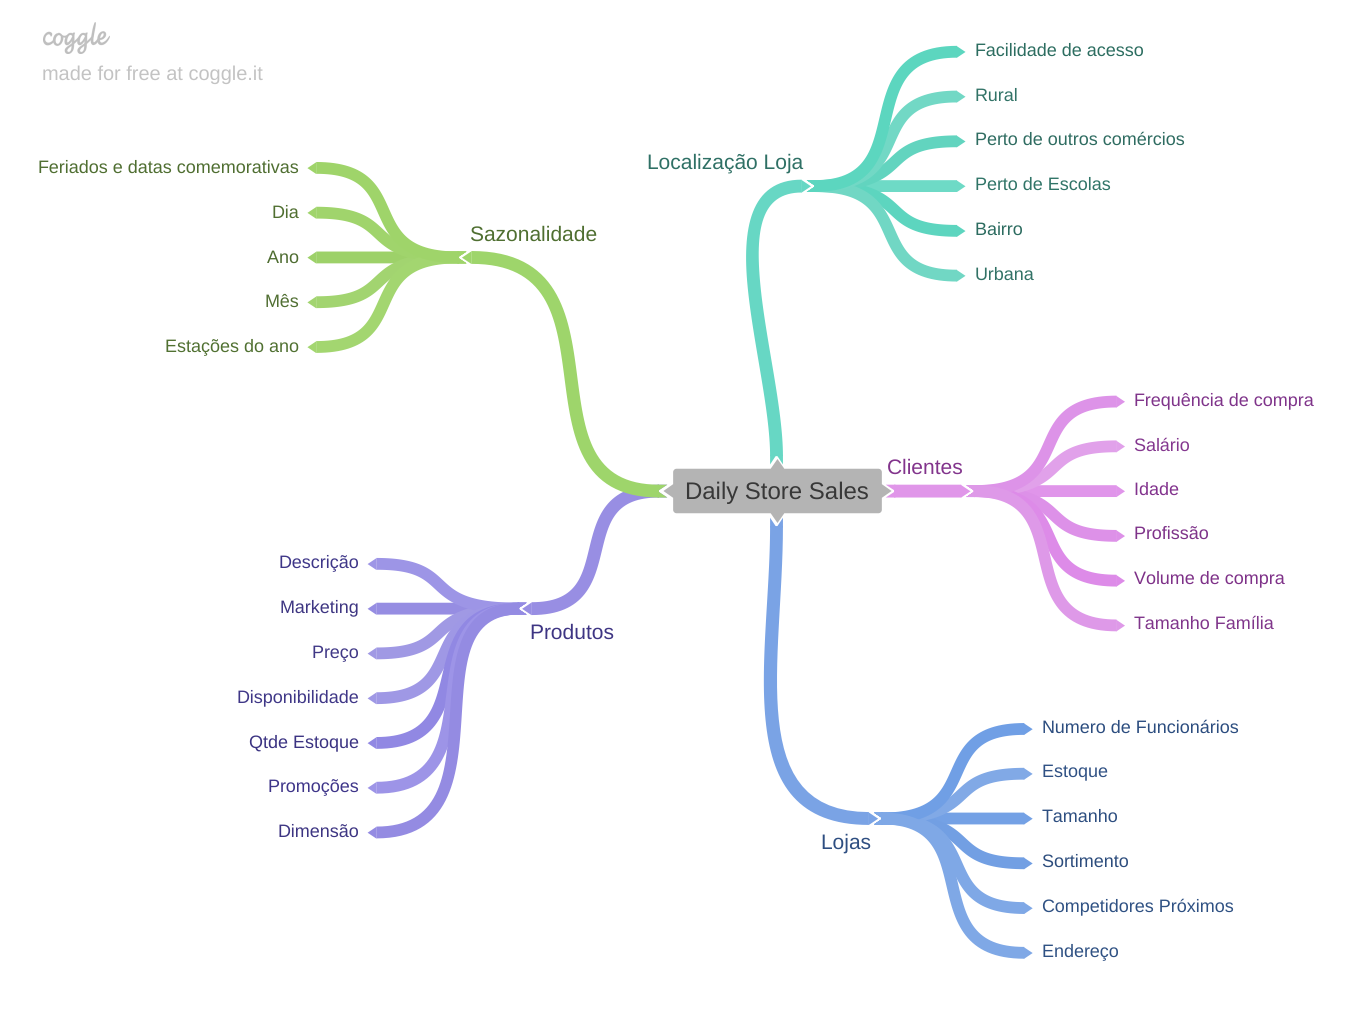 coggle
made for free at coggle.it
Feriados e datas comemorativas
Dia
Ano
Mês
Estações do ano
Sazonalidade
Localização Loja
Facilidade de acesso
Rural
Perto de outros comércios
Perto de Escolas
Bairro
Urbana
Daily Store Sales
Clientes
Frequência de compra
Salário
Idade
Profissão
Volume de compra
Tamanho Família
Descrição
Marketing
Preço
Disponibilidade
Qtde Estoque
Promoções
Dimensão
Produtos
Lojas
Numero de Funcionários
Estoque
Tamanho
Sortimento
Competidores Próximos
Endereço